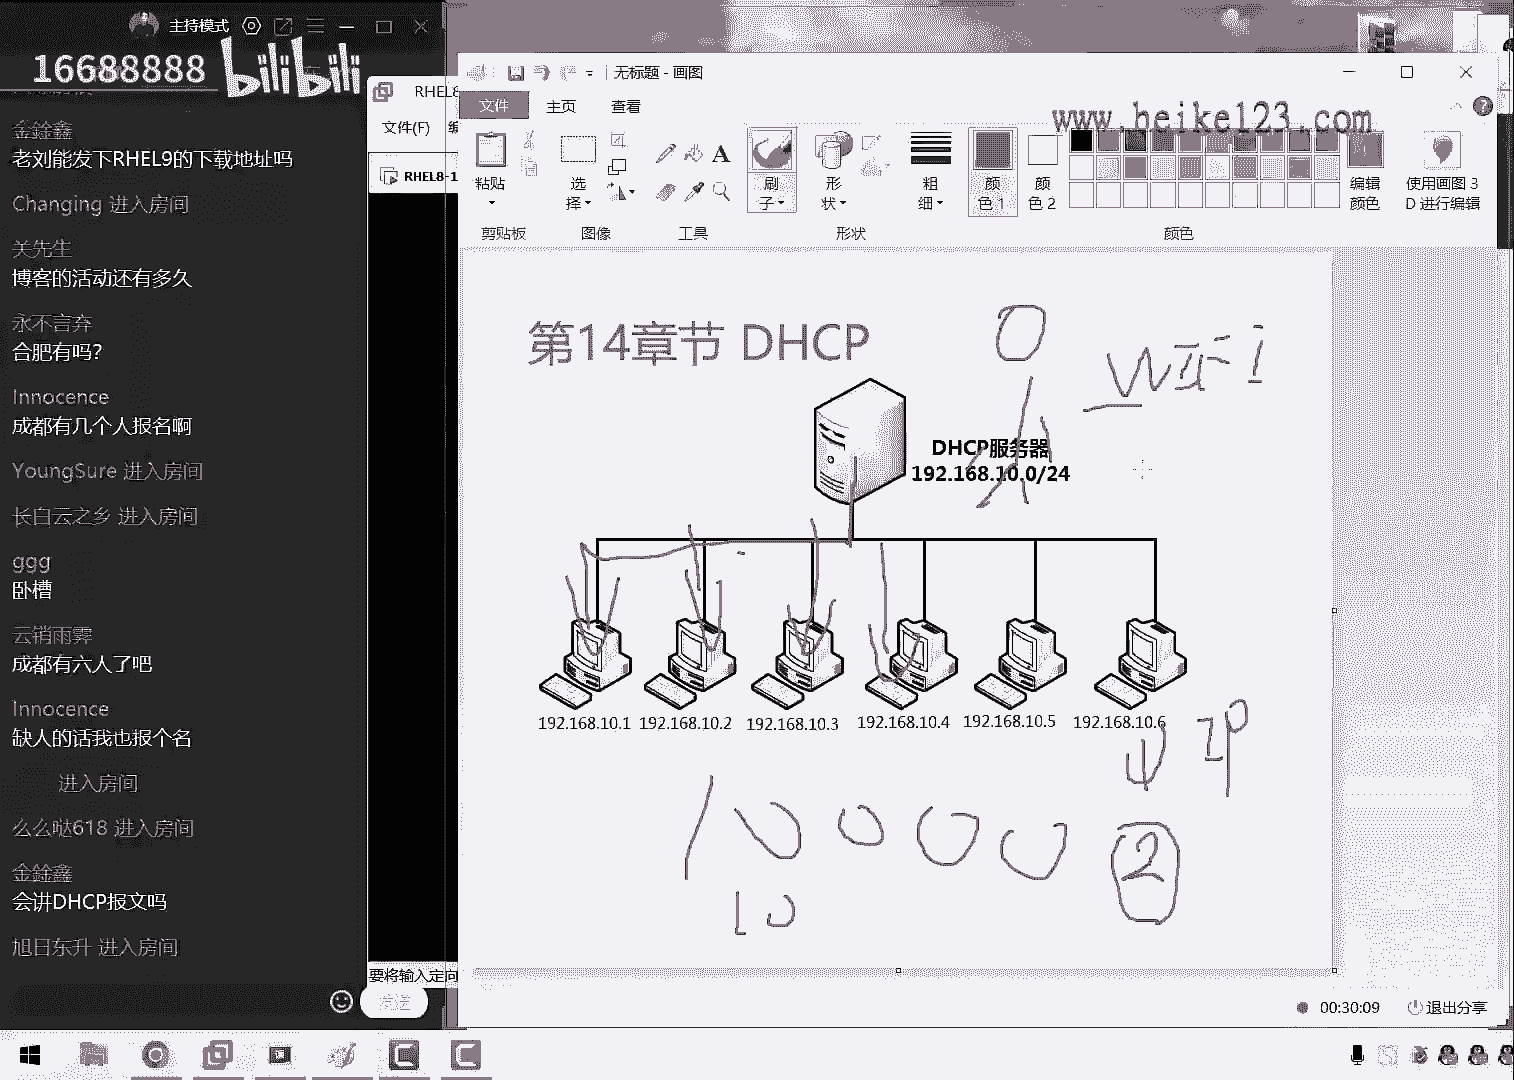 主持模式
16688888 bilibili
金銓鑫
老刘能发下RHEL9的下载地址吗
Changing 进入房间
关先生
博客的活动还有多久
永不言弃
合肥有吗?
Innocence
成都有几个人报名啊
YoungSure 进入房间
长白云之乡 进入房间
ggg
卧槽
云销雨霁
成都有六人了吧
Innocence
缺人的话我也报个名
进入房间
么么哒618 进入房间
金銓鑫
会讲DHCP报文吗
旭日东升 进入房间
发送
RHEL8
文件(F) 编
RHEL8-1
要将输入定向
无标题 - 画图
文件 主页 查看
www.heike123.com
粘贴
选择
A
刷子
形状
粗细
颜色 1
颜色 2
编辑颜色
使用画图 3D 进行编辑
剪贴板 图像 工具 形状 颜色
第14章节 DHCP
WIFI
DHCP服务器
192.168.10.0/24
192.168.10.1 192.168.10.2 192.168.10.3 192.168.10.4 192.168.10.5 192.168.10.6
IP
2
10
00:30:09 退出分享